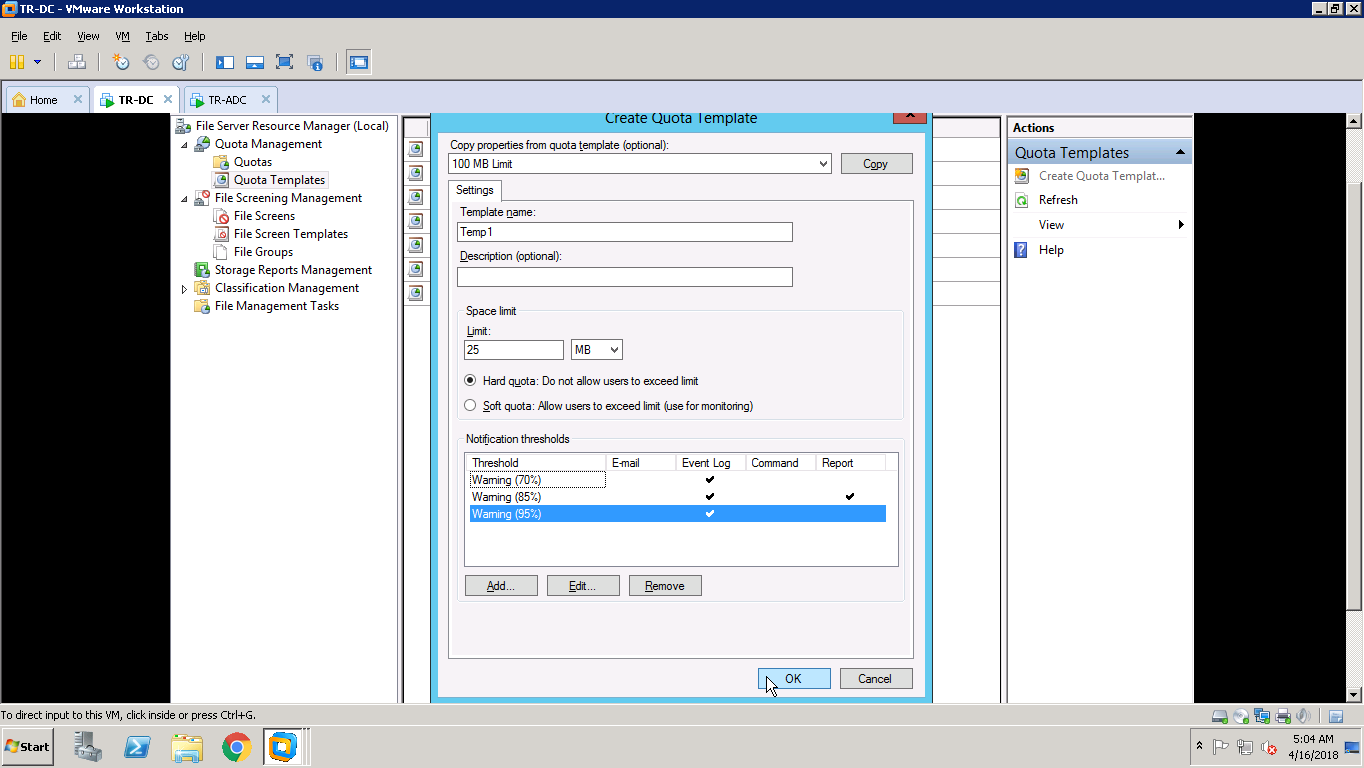 TR-DC - VMware Workstation
File Edit View VM Tabs Help
Home TR-DC TR-ADC
File Server Resource Manager (Local)
Quota Management
Quotas
Quota Templates
File Screening Management
File Screens
File Screen Templates
File Groups
Storage Reports Management
Classification Management
File Management Tasks
Create Quota Template
Copy properties from quota template (optional):
100 MB Limit Copy
Settings
Template name:
Temp1
Description (optional):
Space limit
Limit:
25 MB
Hard quota: Do not allow users to exceed limit
Soft quota: Allow users to exceed limit (use for monitoring)
Notification thresholds
Threshold E-mail Event Log Command Report
Warning (70%)
Warning (85%)
Warning (95%)
Add... Edit... Remove
OK Cancel
Actions
Quota Templates
Create Quota Templat...
Refresh
View
Help
To direct input to this VM, click inside or press Ctrl+G.
Start
5:04 AM
4/16/2018